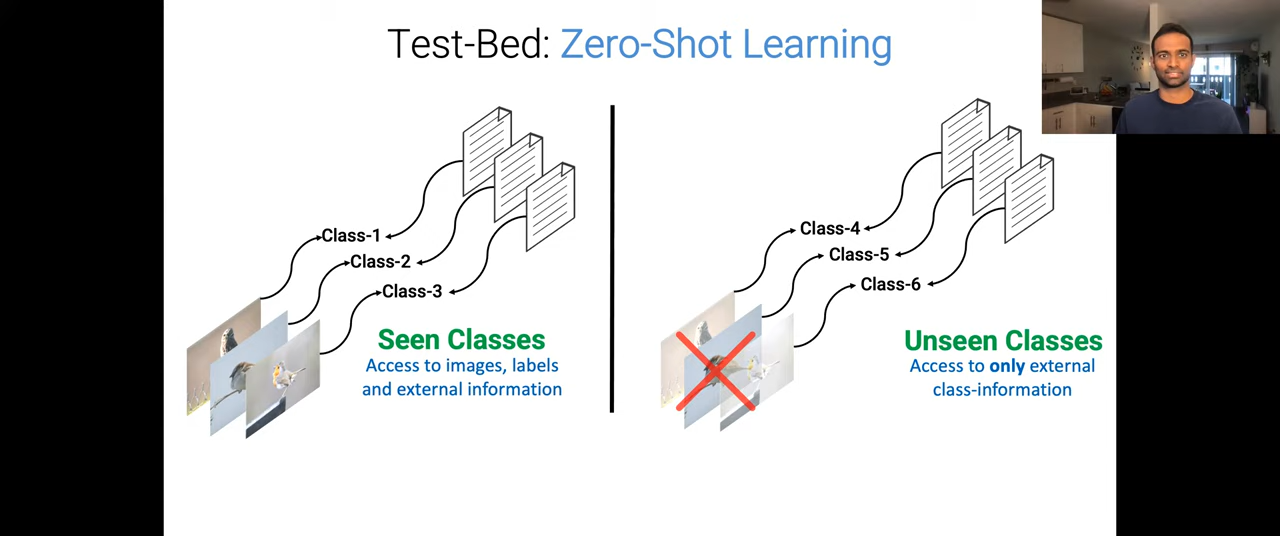 Test-Bed: Zero-Shot Learning
Class-1
Class-2
Class-3
Seen Classes
Access to images, labels
and external information
Class-4
Class-5
Class-6
Unseen Classes
Access to only external
class-information